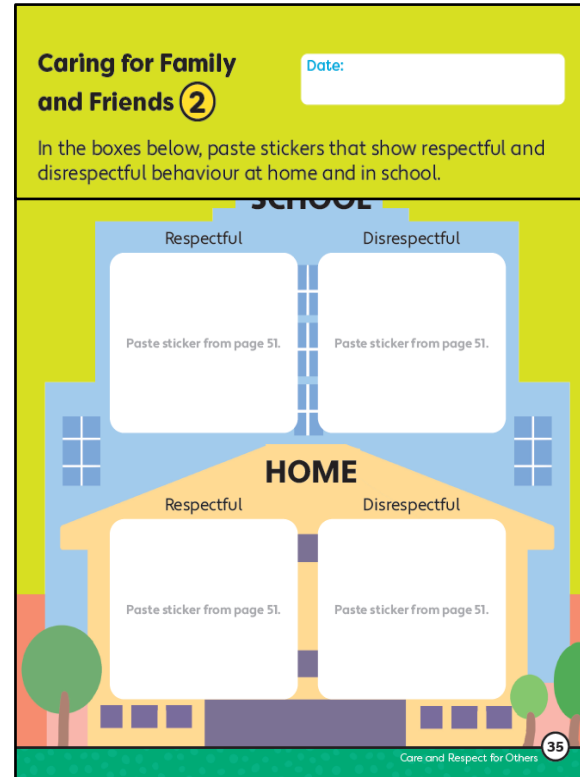 Caring for Family
and Friends 2
Date:
In the boxes below, paste stickers that show respectful and
disrespectful behaviour at home and in school.
SCHOOL
Respectful
Disrespectful
Paste sticker from page 51.
Paste sticker from page 51.
HOME
Respectful
Disrespectful
Paste sticker from page 51.
Paste sticker from page 51.
Care and Respect for Others
35